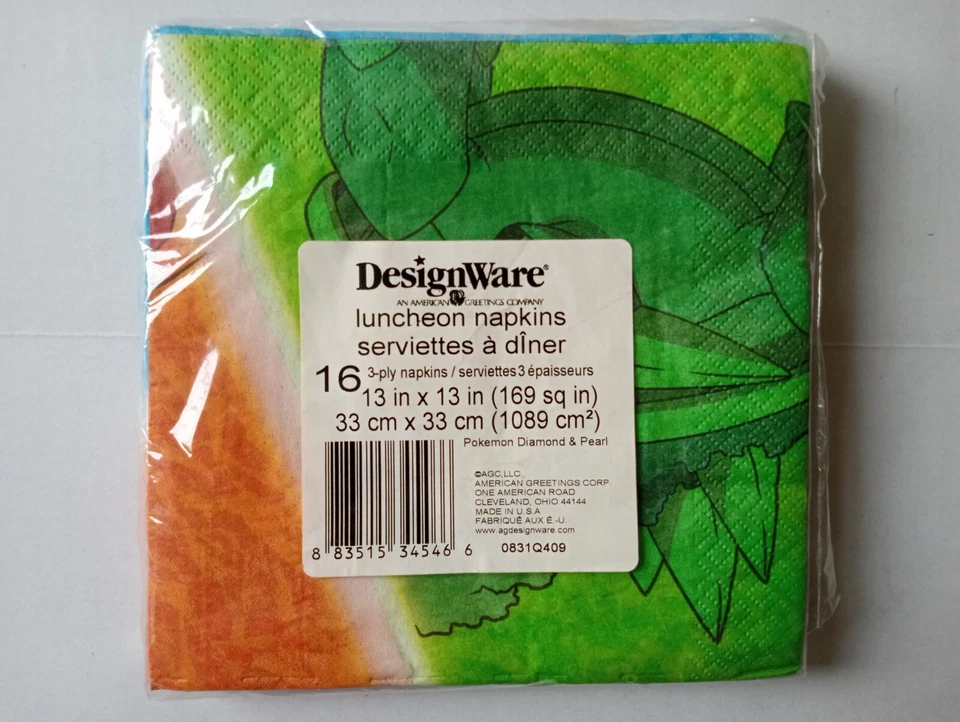 DesignWare®
AN AMERICAN GREETINGS COMPANY
luncheon napkins
serviettes à dÎner
16 3-ply napkins / serviettes 3 épaisseurs
13 in x 13 in (169 sq in)
33 cm x 33 cm (1089 cm²)
Pokemon Diamond & Pearl
©AGC,LLC.
AMERICAN GREETINGS CORP.
ONE AMERICAN ROAD
CLEVELAND, OHIO 44144
MADE IN U.S.A
FABRIQUÉ AUX É.-U.
www.agdesignware.com
8 83515 34546 6
0831Q409